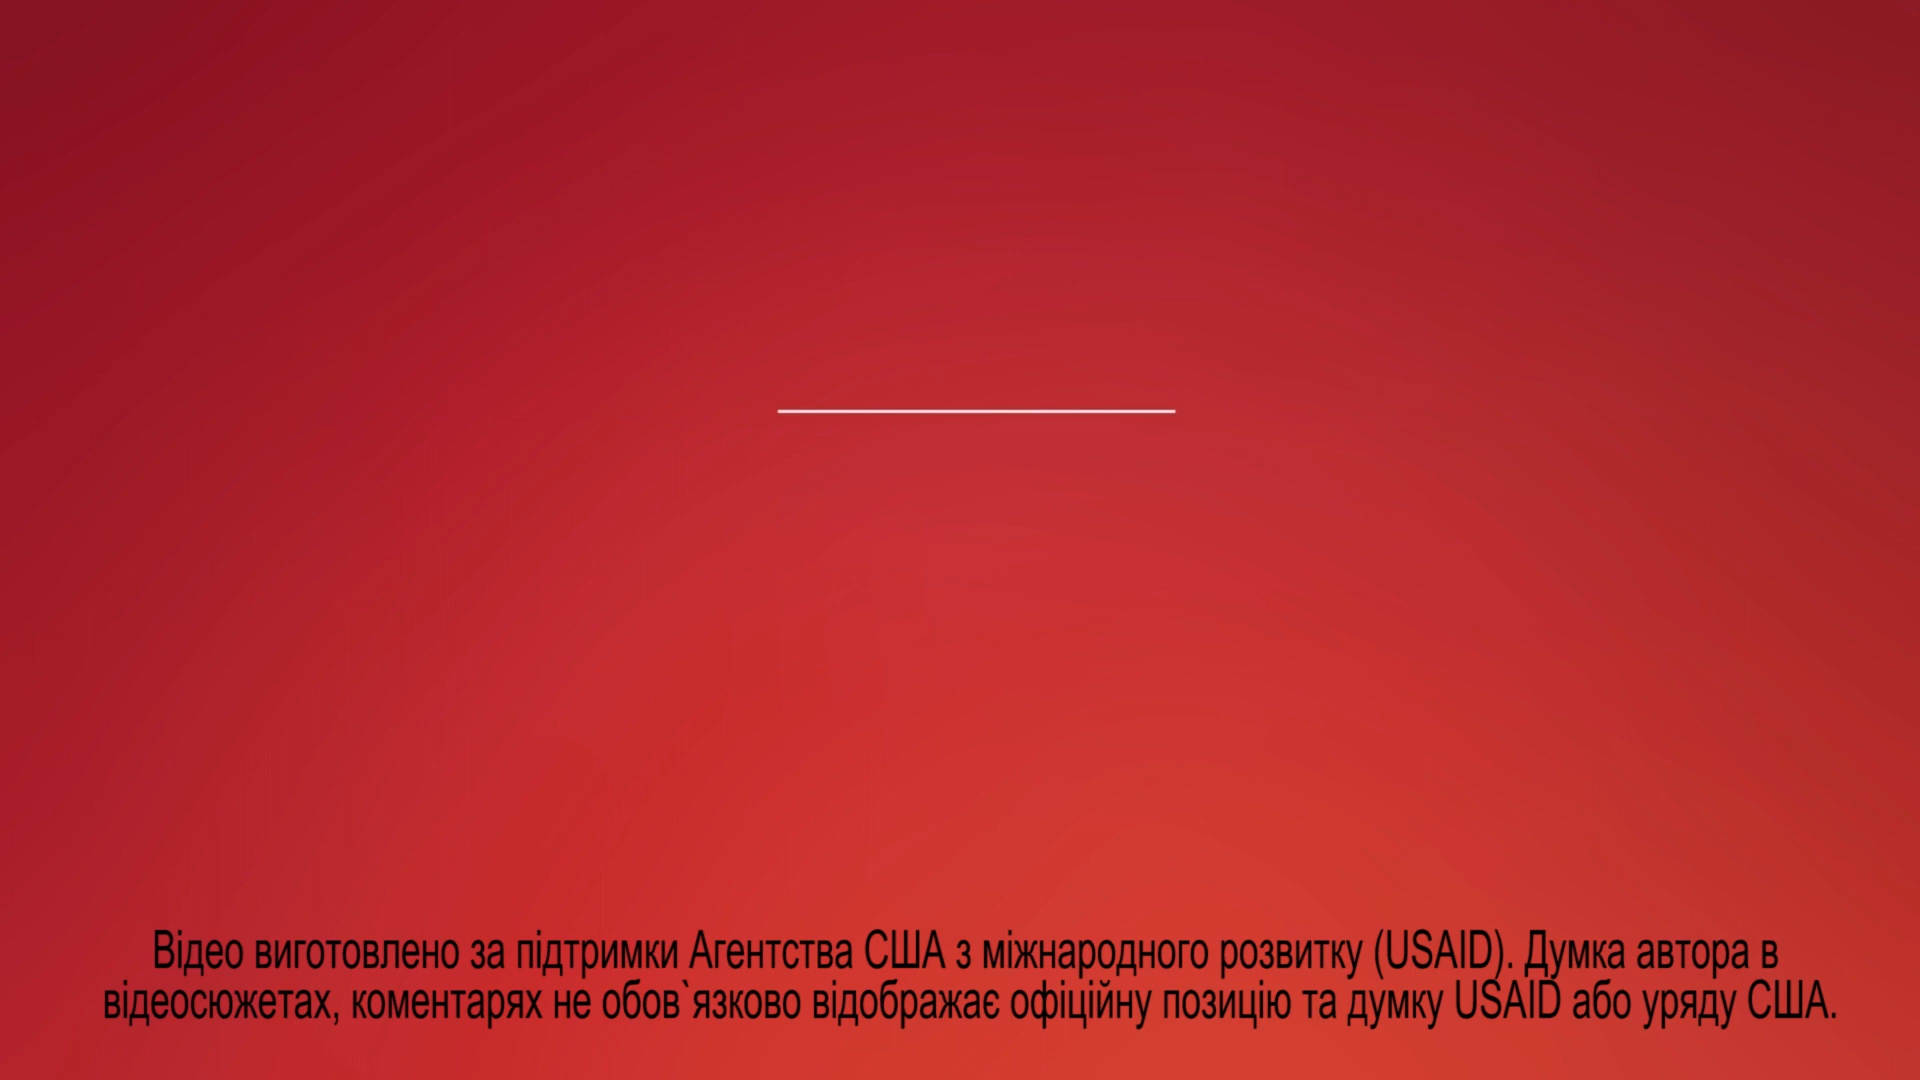 Відео виготовлено за підтримки Агентства США з міжнародного розвитку (USAID). Думка автора в
відеосюжетах, коментарях не обов`язково відображає офіційну позицію та думку USAID або уряду США.